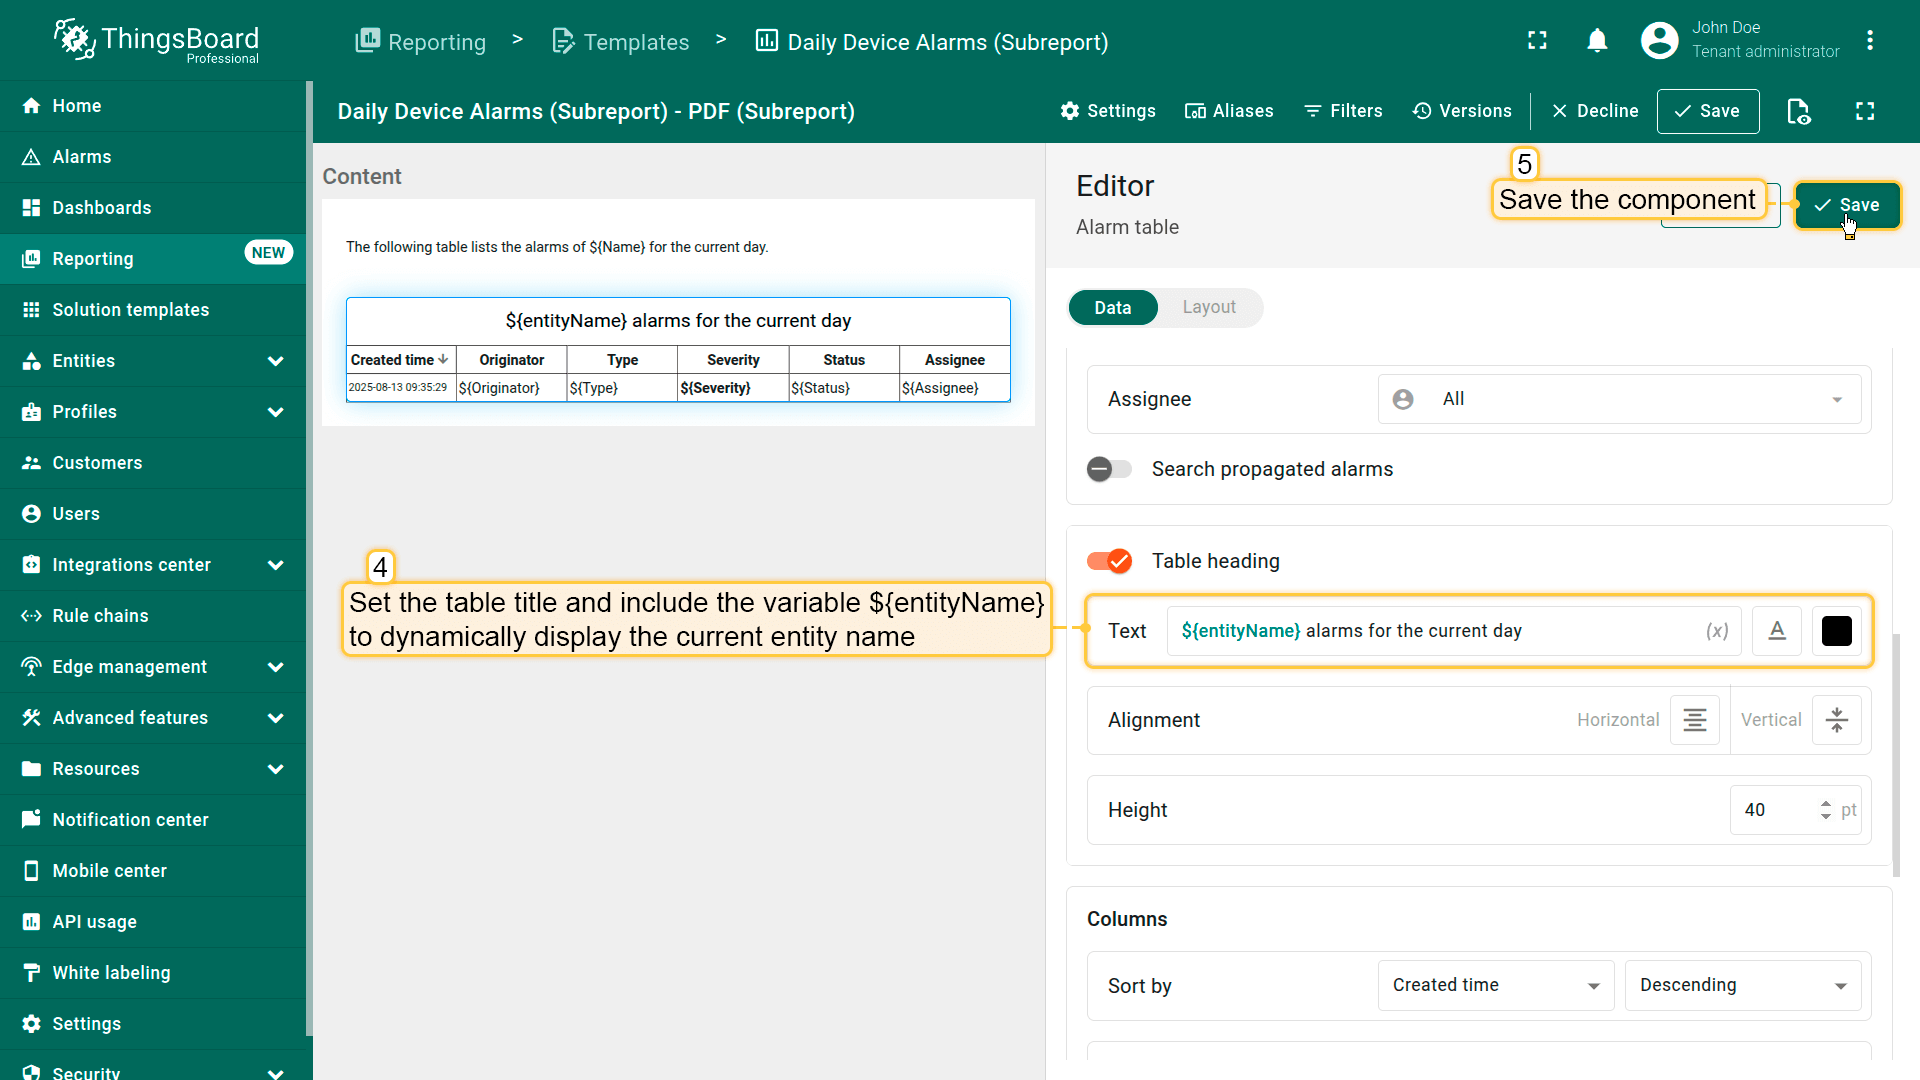 ThingsBoard
Professional
Reporting > Templates > Daily Device Alarms (Subreport)
John Doe
Tenant administrator
Home
Alarms
Dashboards
Reporting NEW
Solution templates
Entities
Profiles
Customers
Users
Integrations center
Rule chains
Edge management
Advanced features
Resources
Notification center
Mobile center
API usage
White labeling
Settings
Security
Daily Device Alarms (Subreport) - PDF (Subreport)
Settings Aliases Filters Versions Decline Save
Content
The following table lists the alarms of ${Name} for the current day.
${entityName} alarms for the current day
Created time Originator Type Severity Status Assignee
2025-08-13 09:35:29 ${Originator} ${Type} ${Severity} ${Status} ${Assignee}
4
Set the table title and include the variable ${entityName}
to dynamically display the current entity name
Editor
Alarm table
5
Save the component
Save
Data Layout
Assignee All
Search propagated alarms
Table heading
Text ${entityName} alarms for the current day (x) A
Alignment Horizontal Vertical
Height 40 pt
Columns
Sort by Created time Descending